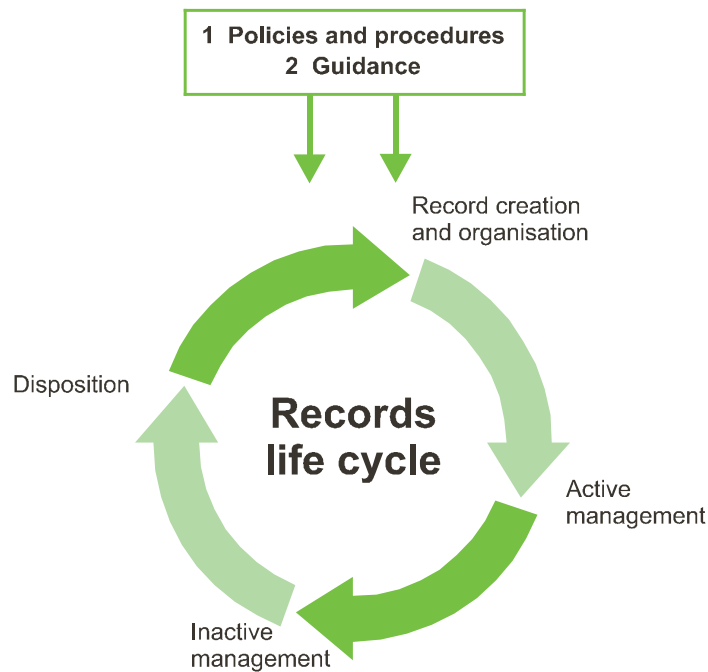 1 Policies and procedures
2 Guidance
Record creation
and organisation
Disposition
Records
life cycle
Active
management
Inactive
management